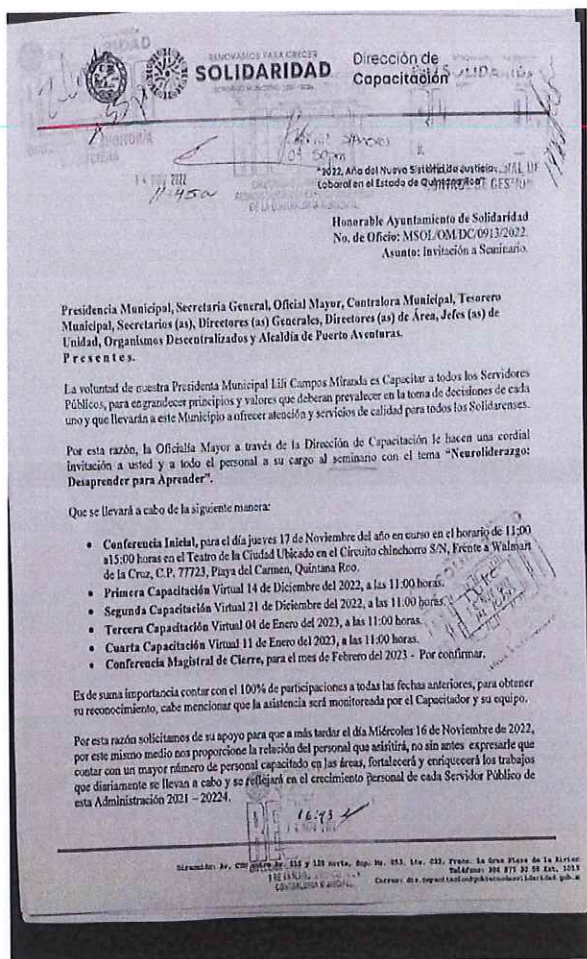 RENOVAMOS PARA CRECER
SOLIDARIDAD
Dirección de
Capacitación
14 NOV 2022
11:45a
"2022, Año del Nuevo Sistema de Justicia
Laboral en el Estado de Quintana Roo"
DE LA CONTRALORIA MUNICIPAL
Honorable Ayuntamiento de Solidaridad
No. de Oficio: MSOL/OM/DC/0913/2022.
Asunto: Invitación a Seminario.
Presidencia Municipal, Secretaria General, Oficial Mayor, Contralora Municipal, Tesorero
Municipal, Secretarios (as), Directores (as) Generales, Directores (as) de Área, Jefes (as) de
Unidad, Organismos Descentralizados y Alcaldía de Puerto Aventuras.
P r e s e n t e s.
La voluntad de nuestra Presidenta Municipal Lili Campos Miranda es Capacitar a todos los Servidores
Públicos, para engrandecer principios y valores que deberan prevalecer en la toma de decisiones de cada
uno y que llevarán a este Municipio a ofrecer atención y servicios de calidad para todos los Solidarenses.
Por esta razón, la Oficialía Mayor a través de la Dirección de Capacitación le hacen una cordial
invitación a usted y a todo el personal a su cargo al seminario con el tema "Neuroliderazgo:
Desaprender para Aprender".
Que se llevará a cabo de la siguiente manera:
• Conferencia Inicial, para el día jueves 17 de Noviembre del año en curso en el horario de 11:00
a15:00 horas en el Teatro de la Ciudad Ubicado en el Circuito chinchorro S/N, Frente a Walmart
de la Cruz, C.P. 77723, Playa del Carmen, Quintana Roo.
• Primera Capacitación Virtual 14 de Diciembre del 2022, a las 11:00 horas.
• Segunda Capacitación Virtual 21 de Diciembre del 2022, a las 11:00 horas.
• Tercera Capacitación Virtual 04 de Enero del 2023, a las 11:00 horas.
• Cuarta Capacitación Virtual 11 de Enero del 2023, a las 11:00 horas.
• Conferencia Magistral de Cierre, para el mes de Febrero del 2023 - Por confirmar.
Es de suma importancia contar con el 100% de participaciones a todas las fechas anteriores, para obtener
su reconocimiento, cabe mencionar que la asistencia será monitoreada por el Capacitador y su equipo.
Por esta razón solicitamos de su apoyo para que a más tardar el día Miércoles 16 de Noviembre de 2022,
por este mismo medio nos proporcione la relación del personal que asistirá, no sin antes expresarle que
contar con un mayor número de personal capacitado en las áreas, fortalecerá y enriquecerá los trabajos
que diariamente se llevan a cabo y se reflejará en el crecimiento personal de cada Servidor Público de
esta Administración 2021 – 20224.
16:43
CONTRALORIA MUNICIPAL